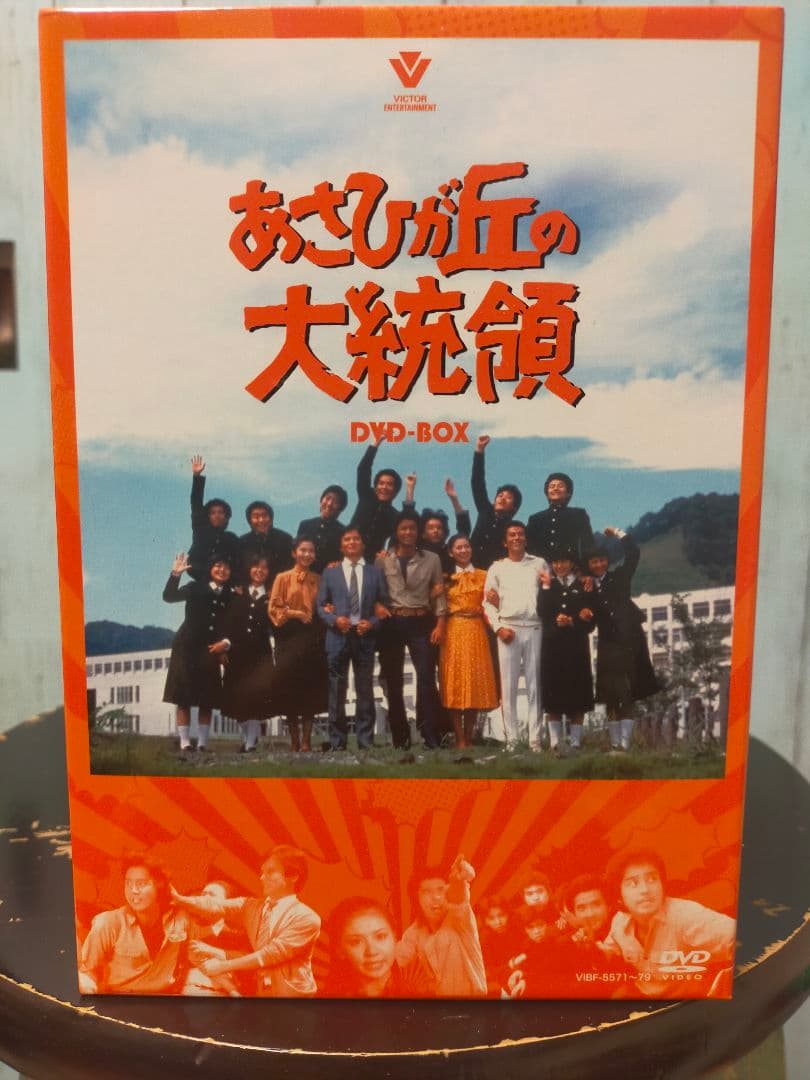 VICTOR
ENTERTAINMENT
あさひが丘の
大統領
DVD-BOX
DVD
VIBF-5571〜79 VIDEO